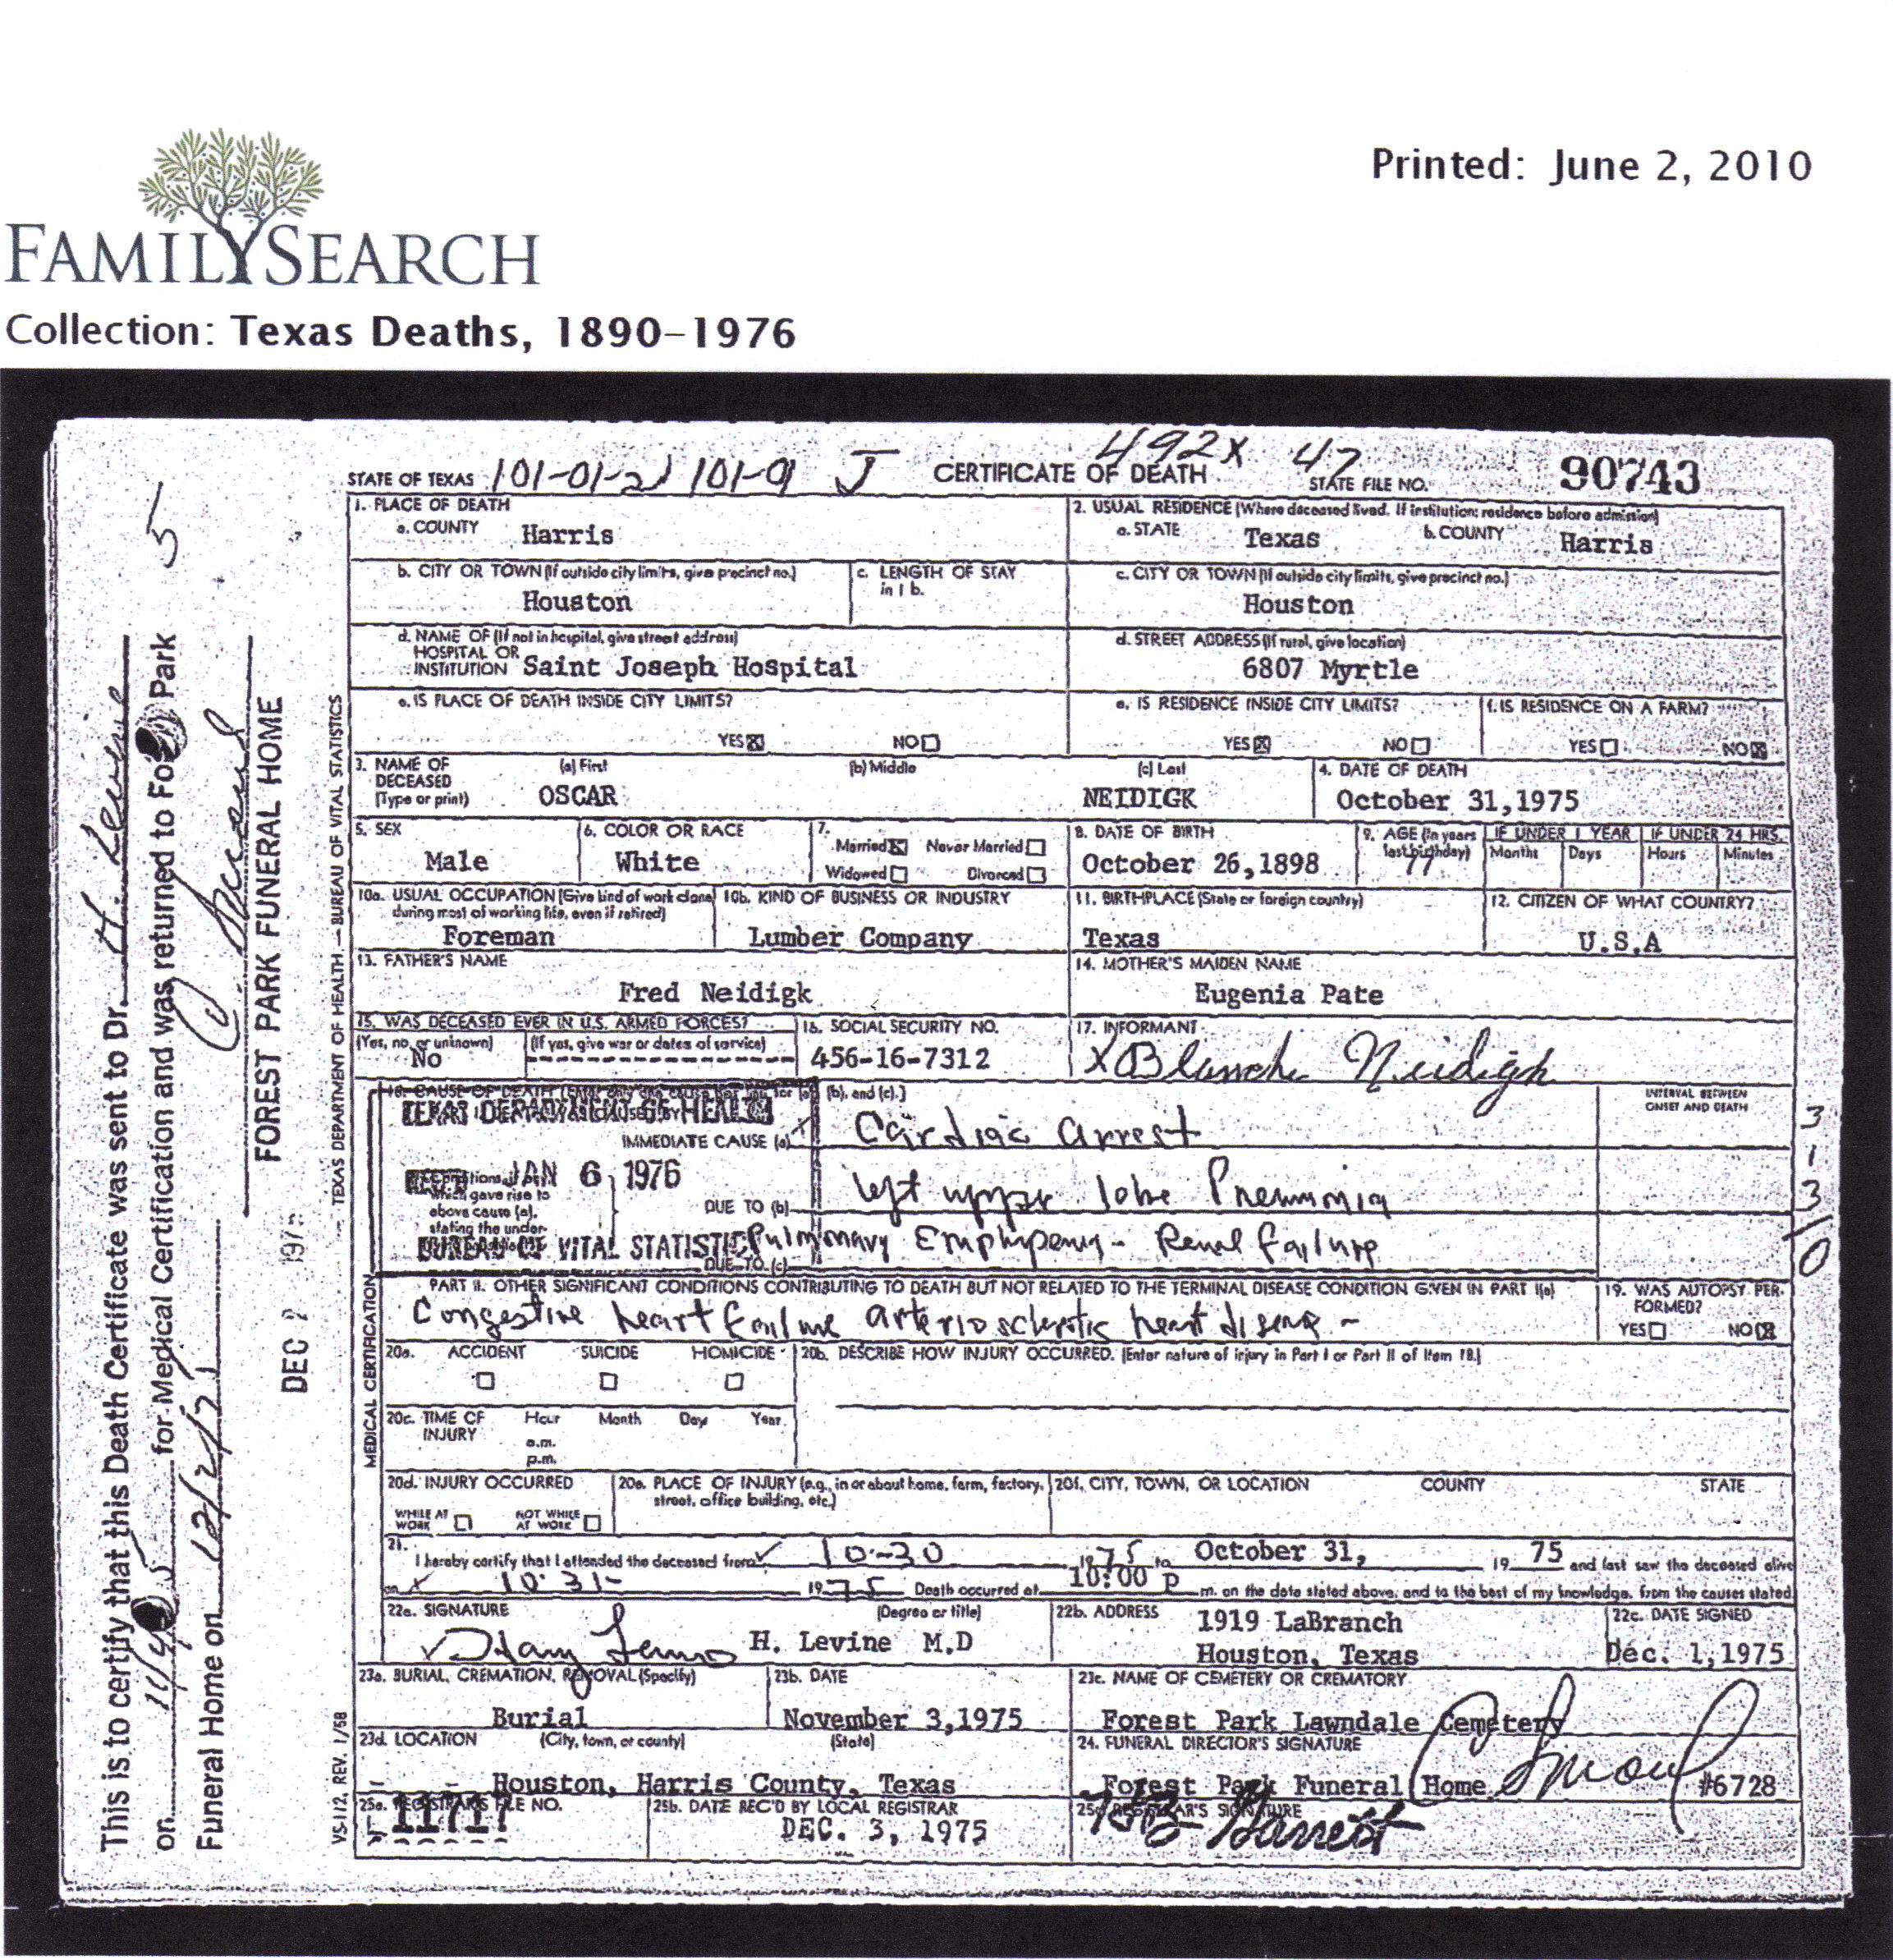 Printed: June 2, 2010
FAMILYSEARCH
Collection: Texas Deaths, 1890–1976
492X 47
STATE OF TEXAS 101-01-2 101-9 J CERTIFICATE OF DEATH STATE FILE NO. 90743
1. PLACE OF DEATH
a. COUNTY Harris
2. USUAL RESIDENCE (Where deceased lived. If institution: residence before admission)
a. STATE Texas b. COUNTY Harris
b. CITY OR TOWN (If outside city limits, give precinct no.)
Houston
c. LENGTH OF STAY
in 1 b.
c. CITY OR TOWN (If outside city limits, give precinct no.)
Houston
d. NAME OF (If not in hospital, give street address)
HOSPITAL OR
INSTITUTION Saint Joseph Hospital
d. STREET ADDRESS (If rural, give location)
6807 Myrtle
e. IS PLACE OF DEATH INSIDE CITY LIMITS?
YES NO
e. IS RESIDENCE INSIDE CITY LIMITS?
YES NO
f. IS RESIDENCE ON A FARM?
YES NO
3. NAME OF (a) First (b) Middle (c) Last
DECEASED
(Type or print) OSCAR NEIDIGK
4. DATE OF DEATH
October 31,1975
5. SEX
Male
6. COLOR OR RACE
White
7.
Married Never Married
Widowed Divorced
8. DATE OF BIRTH
October 26,1898
9. AGE (in years
last birthday)
77
IF UNDER 1 YEAR
Months Days
IF UNDER 24 HRS.
Hours Minutes
10a. USUAL OCCUPATION (Give kind of work done
during most of working life, even if retired)
Foreman
10b. KIND OF BUSINESS OR INDUSTRY
Lumber Company
11. BIRTHPLACE (State or foreign country)
Texas
12. CITIZEN OF WHAT COUNTRY?
U.S.A
13. FATHER'S NAME
Fred Neidigk
14. MOTHER'S MAIDEN NAME
Eugenia Pate
15. WAS DECEASED EVER IN U.S. ARMED FORCES?
(Yes, no, or unknown) (If yes, give war or dates of service)
No
16. SOCIAL SECURITY NO.
456-16-7312
17. INFORMANT
X Blanche Neidigk
18. CAUSE OF DEATH (Enter only one cause per line for (a), (b), and (c).]
INTERVAL BETWEEN
ONSET AND DEATH
TEXAS DEPARTMENT OF HEALTH
IMMEDIATE CAUSE (a) Cardiac arrest
REC'D JAN 6 1976
which gave rise to
above cause (a),
stating the under-
DUE TO (b) left upper lobe Pneumonia
BUREAU OF VITAL STATISTICS
DUE TO (c) Pulmonary Emphysema - Renal failure
3
1
3
0
PART II. OTHER SIGNIFICANT CONDITIONS CONTRIBUTING TO DEATH BUT NOT RELATED TO THE TERMINAL DISEASE CONDITION GIVEN IN PART I(a)
Congestive heart failure arteriosclerotic heart disease -
19. WAS AUTOPSY PER-
FORMED?
YES NO
20a. ACCIDENT SUICIDE HOMICIDE
20b. DESCRIBE HOW INJURY OCCURRED. (Enter nature of injury in Part I or Part II of Item 18.)
20c. TIME OF Hour Month Day Year
INJURY
a.m.
p.m.
20d. INJURY OCCURRED
WHILE AT WORK NOT WHILE AT WORK
20e. PLACE OF INJURY (e.g., in or about home, farm, factory,
street, office building, etc.)
20f. CITY, TOWN, OR LOCATION COUNTY STATE
21.
I hereby certify that I attended the deceased from 10-30 1975 to October 31, 19 75 and last saw the deceased alive
on 10-31- 1975 Death occurred at 10:00 P m. on the date stated above, and to the best of my knowledge, from the causes stated
22a. SIGNATURE (Degree or title)
H. Levine M.D
22b. ADDRESS 1919 LaBranch
Houston, Texas
22c. DATE SIGNED
Dec. 1,1975
23a. BURIAL, CREMATION, REMOVAL (Specify)
Burial
23b. DATE
November 3,1975
23c. NAME OF CEMETERY OR CREMATORY
Forest Park Lawndale Cemetery
23d. LOCATION (City, town, or county) (State)
Houston, Harris County, Texas
24. FUNERAL DIRECTOR'S SIGNATURE
Forest Park Funeral Home #6728
25a. REGISTRAR'S FILE NO.
11717
25b. DATE REC'D BY LOCAL REGISTRAR
DEC. 3, 1975
25c. REGISTRAR'S SIGNATURE
MEDICAL CERTIFICATION
VS-112, REV. 1/58
TEXAS DEPARTMENT OF HEALTH — BUREAU OF VITAL STATISTICS
DEC 2
This is to certify that this Death Certificate was sent to Dr. H. Levine
on for Medical Certification and was returned to Park 5
Funeral Home on
FOREST PARK FUNERAL HOME